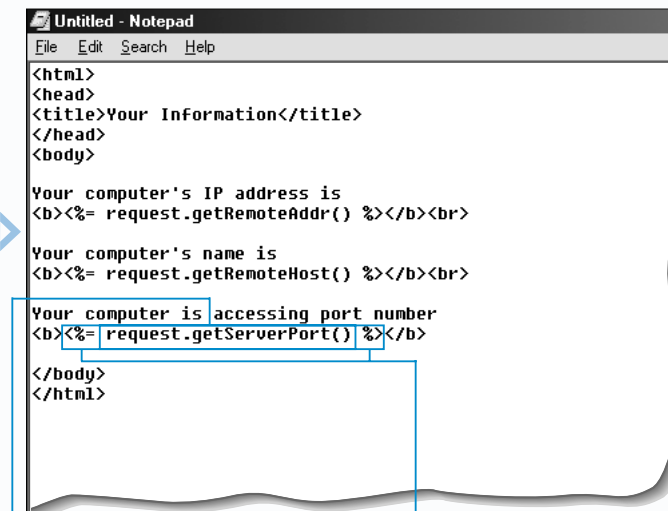 Untitled - Notepad
File Edit Search Help
<html>
<head>
<title>Your Information</title>
</head>
<body>
Your computer's IP address is
<b><%= request.getRemoteAddr() %></b><br>
Your computer's name is
<b><%= request.getRemoteHost() %></b><br>
Your computer is accessing port number
<b><%= request.getServerPort() %></b>
</body>
</html>